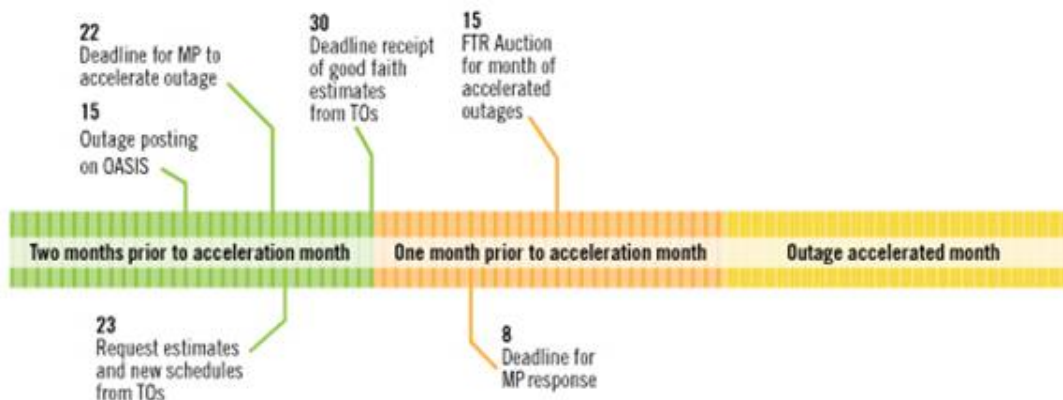 22
Deadline for MP to
accelerate outage
15
Outage posting
on OASIS
30
Deadline receipt
of good faith
estimates
from TOs
15
FTR Auction
for month of
accelerated
outages
Two months prior to acceleration month
One month prior to acceleration month
Outage accelerated month
23
Request estimates
and new schedules
from TOs
8
Deadline for
MP response